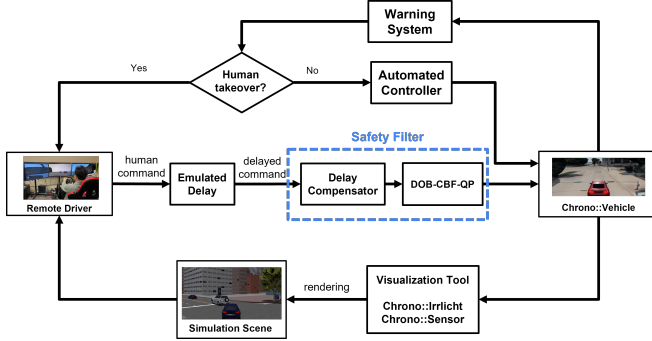 Warning
System
Yes
Human
takeover?
No
Automated
Controller
Safety Filter
human
command
Emulated
Delay
delayed
command
Delay
Compensator
DOB-CBF-QP
Remote Driver
Chrono::Vehicle
Visualization Tool
Chrono::Irrlicht
Chrono::Sensor
rendering
Simulation Scene